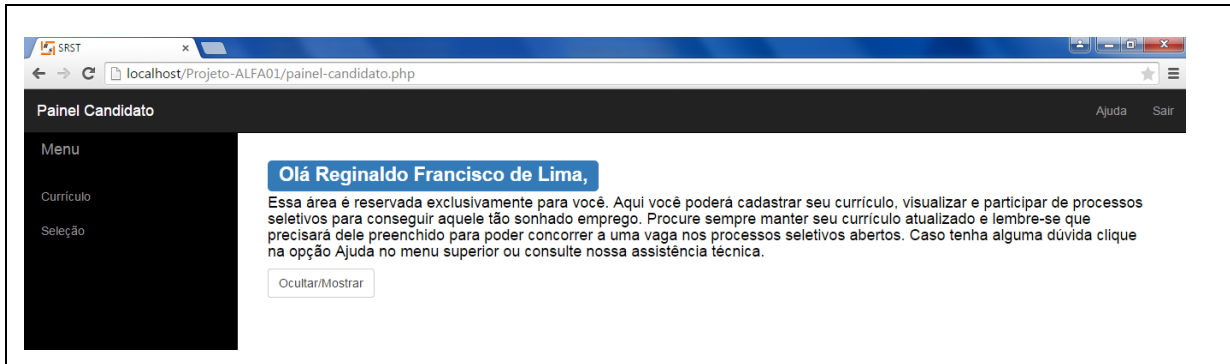 SRST
localhost/Projeto-ALFA01/painel-candidato.php
Painel Candidato
Ajuda Sair
Menu
Currículo
Seleção
Olá Reginaldo Francisco de Lima,
Essa área é reservada exclusivamente para você. Aqui você poderá cadastrar seu currículo, visualizar e participar de processos
seletivos para conseguir aquele tão sonhado emprego. Procure sempre manter seu currículo atualizado e lembre-se que
precisará dele preenchido para poder concorrer a uma vaga nos processos seletivos abertos. Caso tenha alguma dúvida clique
na opção Ajuda no menu superior ou consulte nossa assistência técnica.
Ocultar/Mostrar